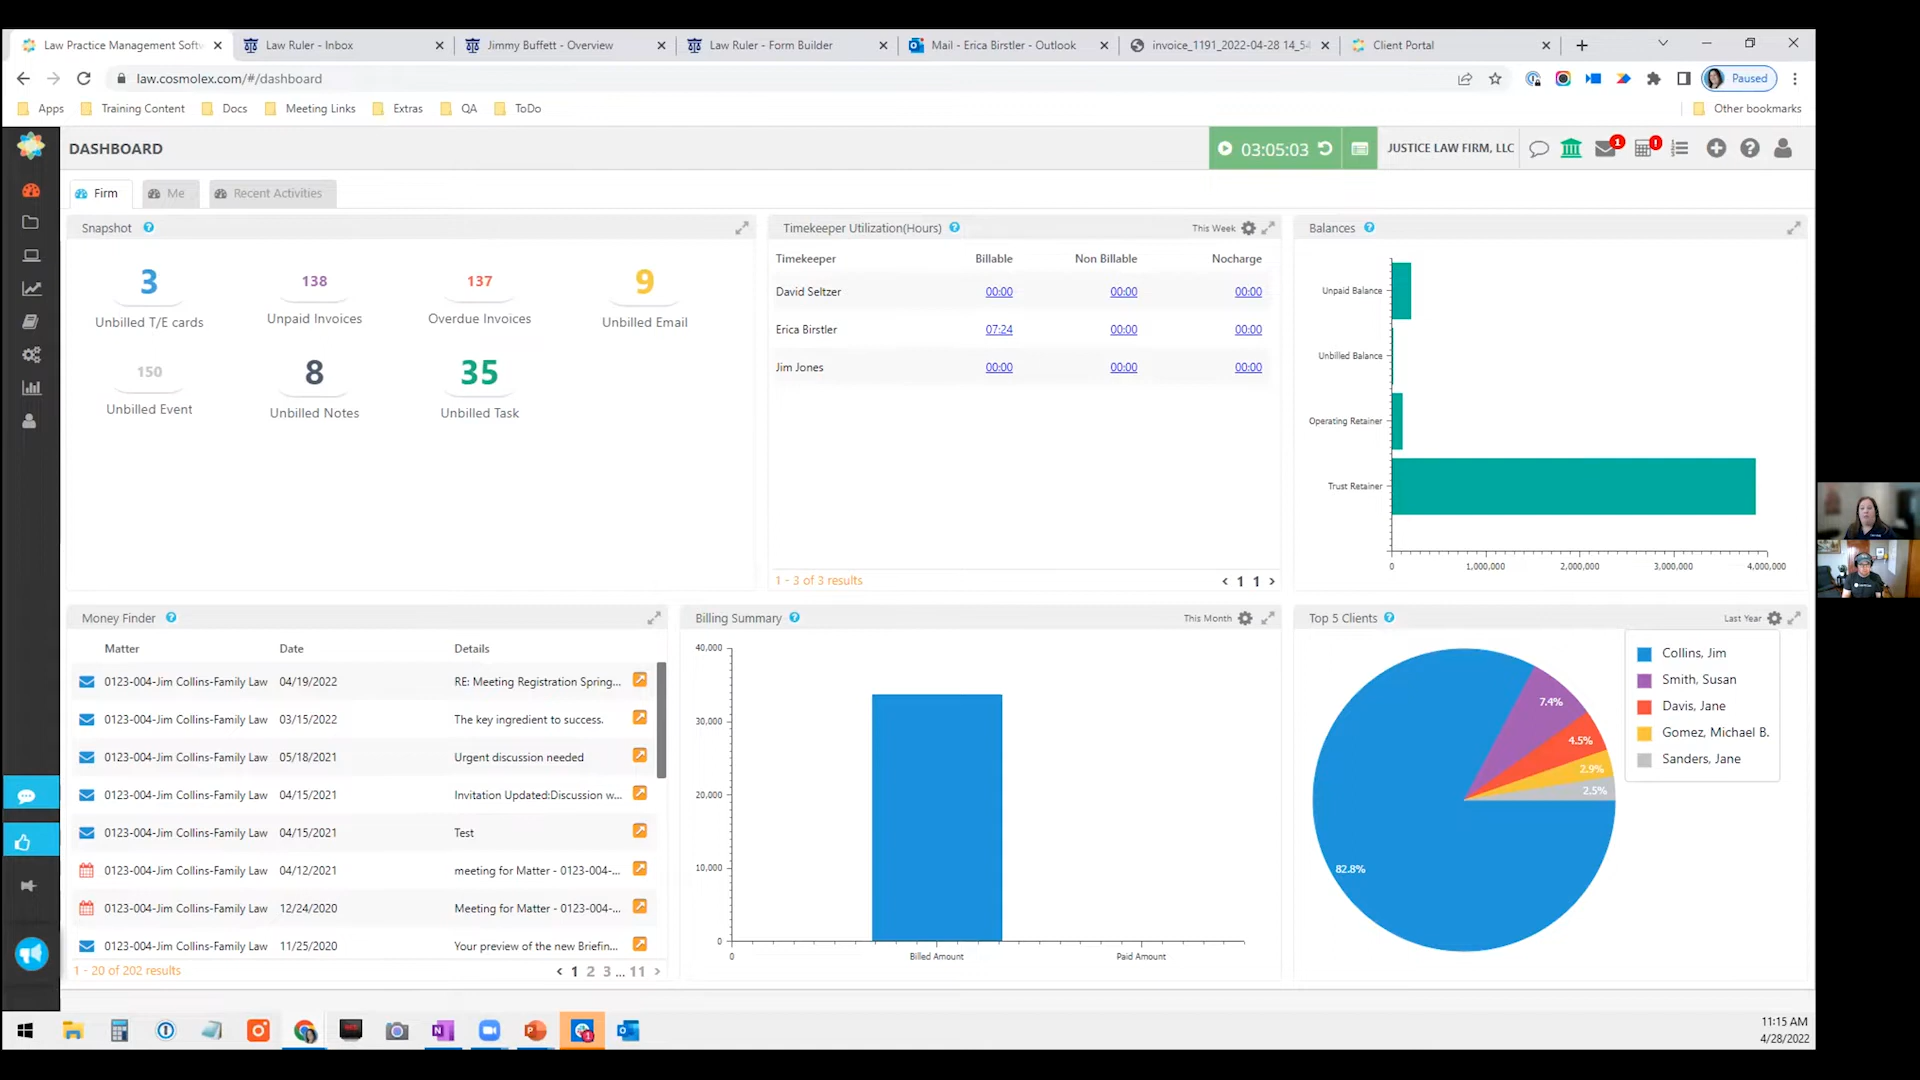 Law Practice Management Softw
Law Ruler - Inbox
Jimmy Buffett - Overview
Law Ruler - Form Builder
Mail - Erica Birstler - Outlook
invoice_1191_2022-04-28 14_54
Client Portal
law.cosmolex.com/#/dashboard
Paused
Apps
Training Content
Docs
Meeting Links
Extras
QA
ToDo
Other bookmarks
DASHBOARD
03:05:03
JUSTICE LAW FIRM, LLC
1
!
Firm
Me
Recent Activities
Snapshot
3
Unbilled T/E cards
138
Unpaid Invoices
137
Overdue Invoices
9
Unbilled Email
150
Unbilled Event
8
Unbilled Notes
35
Unbilled Task
Timekeeper Utilization(Hours)
This Week
Timekeeper Billable Non Billable Nocharge
David Seltzer 00:00 00:00 00:00
Erica Birstler 07:24 00:00 00:00
Jim Jones 00:00 00:00 00:00
1 - 3 of 3 results
< 1 1 >
Balances
Unpaid Balance
Unbilled Balance
Operating Retainer
Trust Retainer
0 1,000,000 2,000,000 3,000,000 4,000,000
Money Finder
Matter Date Details
0123-004-Jim Collins-Family Law 04/19/2022 RE: Meeting Registration Spring...
0123-004-Jim Collins-Family Law 03/15/2022 The key ingredient to success.
0123-004-Jim Collins-Family Law 05/18/2021 Urgent discussion needed
0123-004-Jim Collins-Family Law 04/15/2021 Invitation Updated:Discussion w...
0123-004-Jim Collins-Family Law 04/15/2021 Test
0123-004-Jim Collins-Family Law 04/12/2021 meeting for Matter - 0123-004-...
0123-004-Jim Collins-Family Law 12/24/2020 Meeting for Matter - 0123-004-...
0123-004-Jim Collins-Family Law 11/25/2020 Your preview of the new Briefin...
1 - 20 of 202 results
< 1 2 3 ... 11 >
Billing Summary
This Month
40,000
30,000
20,000
10,000
0
0 Billed Amount Paid Amount
Top 5 Clients
Last Year
Collins, Jim
Smith, Susan
Davis, Jane
Gomez, Michael B.
Sanders, Jane
7.4%
4.5%
2.9%
2.5%
82.8%
11:15 AM
4/28/2022